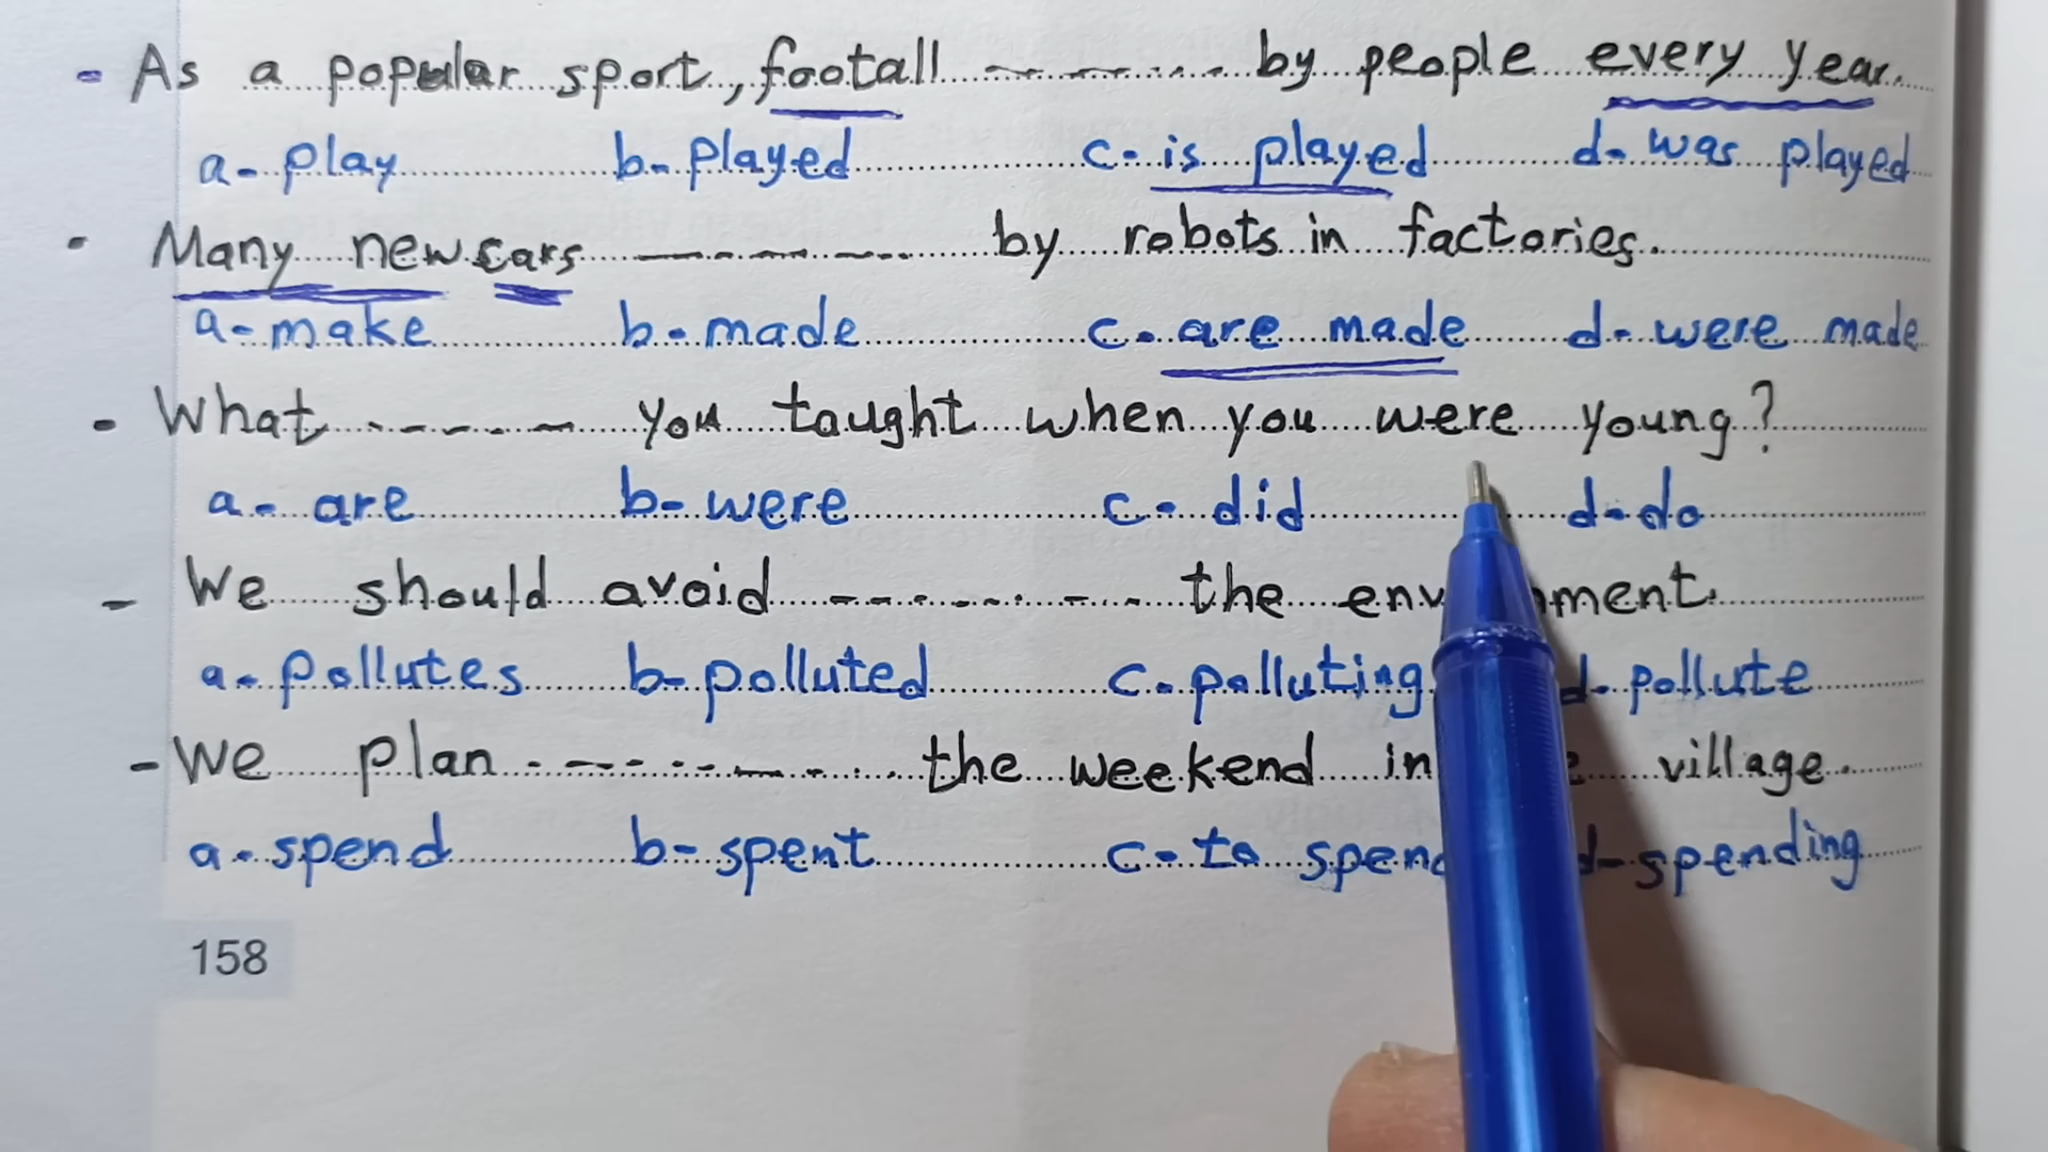 - As a popular sport, footall ---------- by people every year.
a- play b- played c- is played d- was played
- Many new cars ---------- by robots in factories.
a- make b- made c- are made d- were made
- What ------ you taught when you were young?
a- are b- were c- did d- do
- We should avoid ---------- the
a- pollutes b- polluted c- polluting d- pollute
- We plan ---------- the weekend in village.
a- spend b- spent c- to d- spending
158